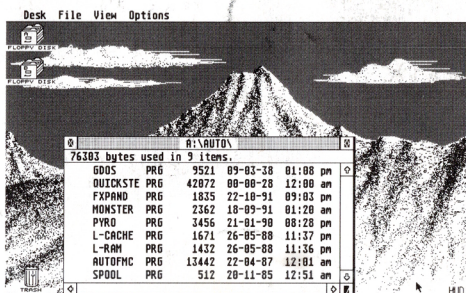 Desk File View Options
FLOPPY DISK
FLOPPY DISK
A:\AUTO\
76303 bytes used in 9 items.
GDOS PRG 9521 09-03-38 01:08 pm
QUICKSTE PRG 42072 00-00-28 12:00 am
FXPAND PRG 1835 22-10-91 09:03 pm
MONSTER PRG 2362 18-09-91 01:20 am
PYRO PRG 3456 21-01-90 08:28 pm
L-CACHE PRG 1671 26-05-88 11:37 pm
L-RAM PRG 1432 26-05-88 11:36 pm
AUTOFMC PRG 13442 22-04-87 12:01 am
SPOOL PRG 512 20-11-85 12:51 am
TRASH